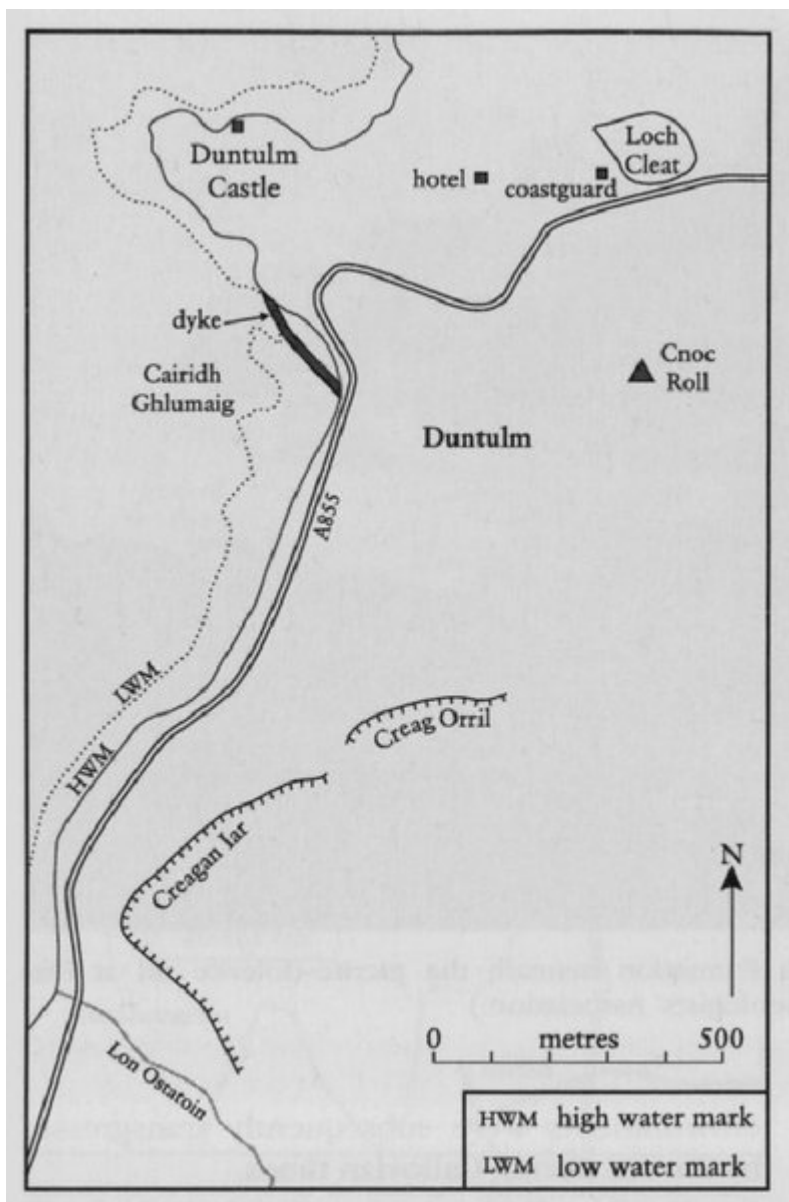 Duntulm
Castle
Loch
Cleat
hotel
coastguard
dyke
Cairidh
Ghlumaig
Cnoc
Roll
Duntulm
A855
LWM
HWM
Creag Orril
Creagan Iar
Lon Ostatoin
N
0 metres 500
HWM high water mark
LWM low water mark